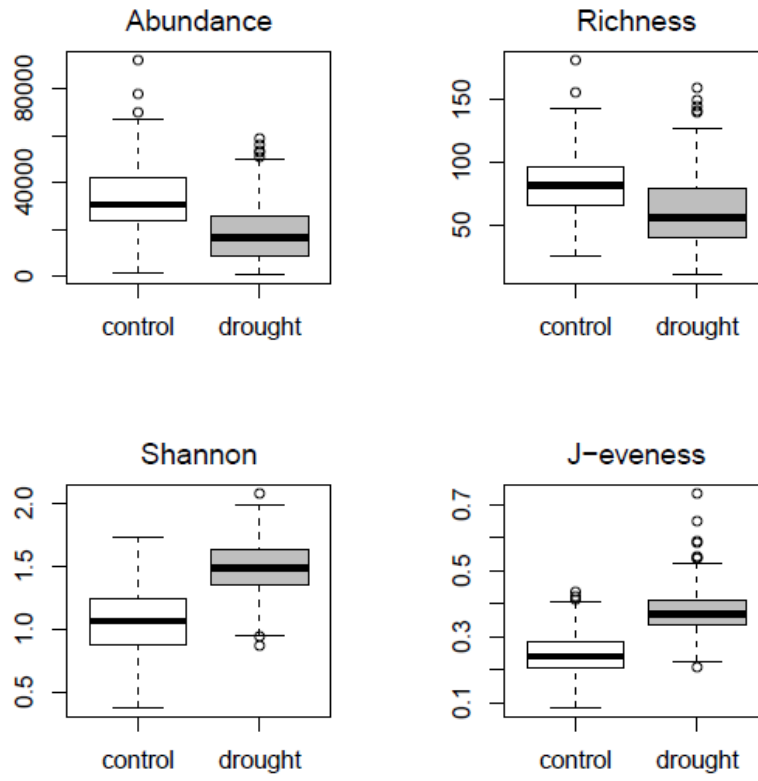 Abundance
80000
40000
0
control drought
Richness
150
100
50
control drought
Shannon
2.0
1.5
1.0
0.5
control drought
J-eveness
0.7
0.5
0.3
0.1
control drought